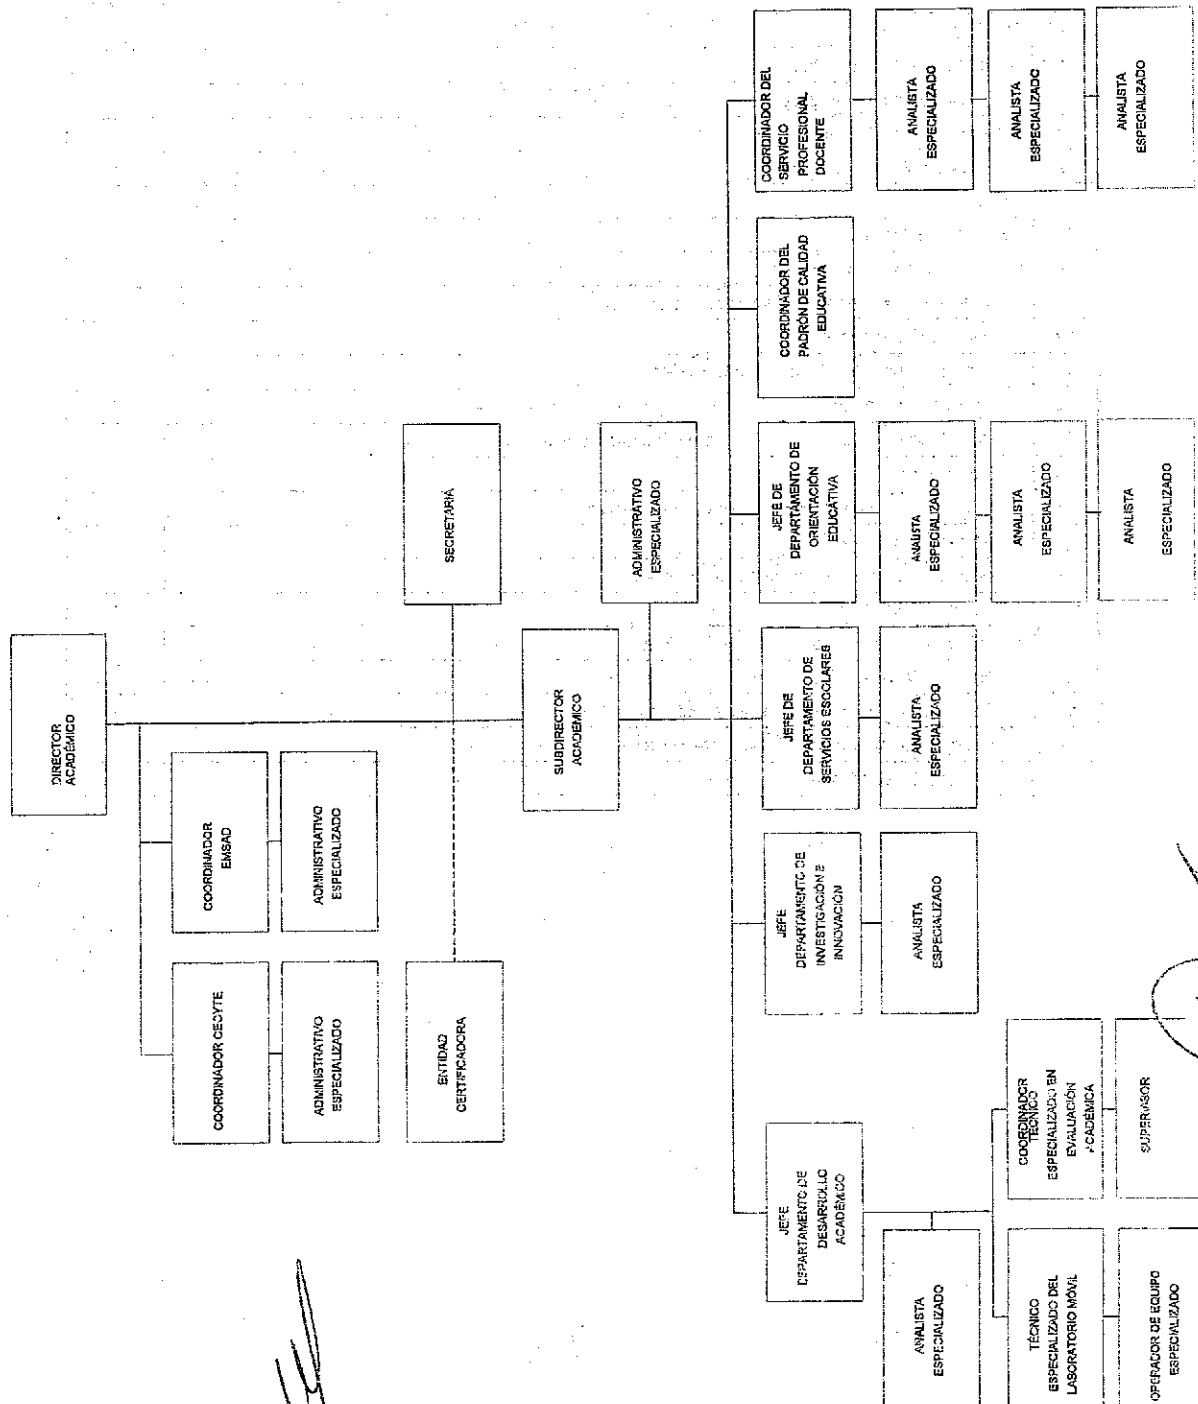 DIRECTOR
ACADÉMICO
COORDINADOR CECYTE
COORDINADOR
EMSAD
ADMINISTRATIVO
ESPECIALIZADO
ADMINISTRATIVO
ESPECIALIZADO
ENTIDAD
CERTIFICADORA
SECRETARIA
SUBDIRECTOR
ACADEMICO
ADMINISTRATIVO
ESPECIALIZADO
JEFE
DEPARTAMENTO DE
DESARROLLO
ACADÉMICO
JEFE
DEPARTAMENTO DE
INVESTIGACIÓN E
INNOVACIÓN
JEFE DE
DEPARTAMENTO DE
SERVICIOS ESCOLARES
JEFE DE
DEPARTAMENTO DE
ORIENTACIÓN
EDUCATIVA
COORDINADOR DEL
PADRÓN DE CALIDAD
EDUCATIVA
COORDINADOR DEL
SERVICIO
PROFESIONAL
DOCENTE
ANALISTA
ESPECIALIZADO
ANALISTA
ESPECIALIZADO
ANALISTA
ESPECIALIZADO
ANALISTA
ESPECIALIZADO
ANALISTA
ESPECIALIZADO
TÉCNICO
ESPECIALIZADO DEL
LABORATORIO MÓVIL
COORDINADOR
TÉCNICO
ESPECIALIZADO EN
EVALUACIÓN
ACADÉMICA
ANALISTA
ESPECIALIZADO
ANALISTA
ESPECIALIZADO
OPERADOR DE EQUIPO
ESPECIALIZADO
SUPERVISOR
ANALISTA
ESPECIALIZADO
ANALISTA
ESPECIALIZADO